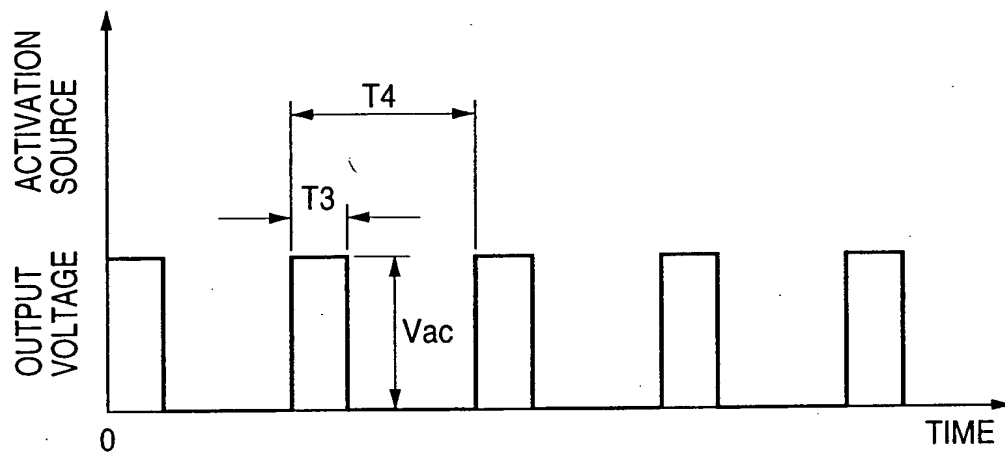 ACTIVATION
SOURCE
OUTPUT
VOLTAGE
T4
T3
Vac
0
TIME